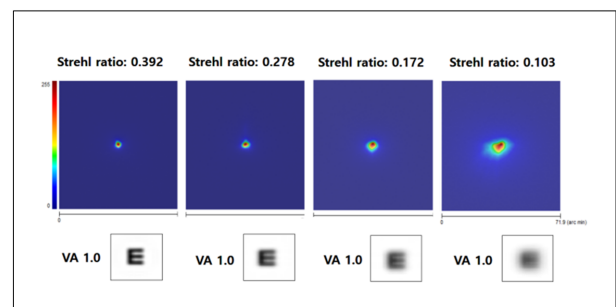 Strehl ratio: 0.392 Strehl ratio: 0.278 Strehl ratio: 0.172 Strehl ratio: 0.103
0
0 0 71.9 (arc min)
VA 1.0 E VA 1.0 E VA 1.0 E VA 1.0 E